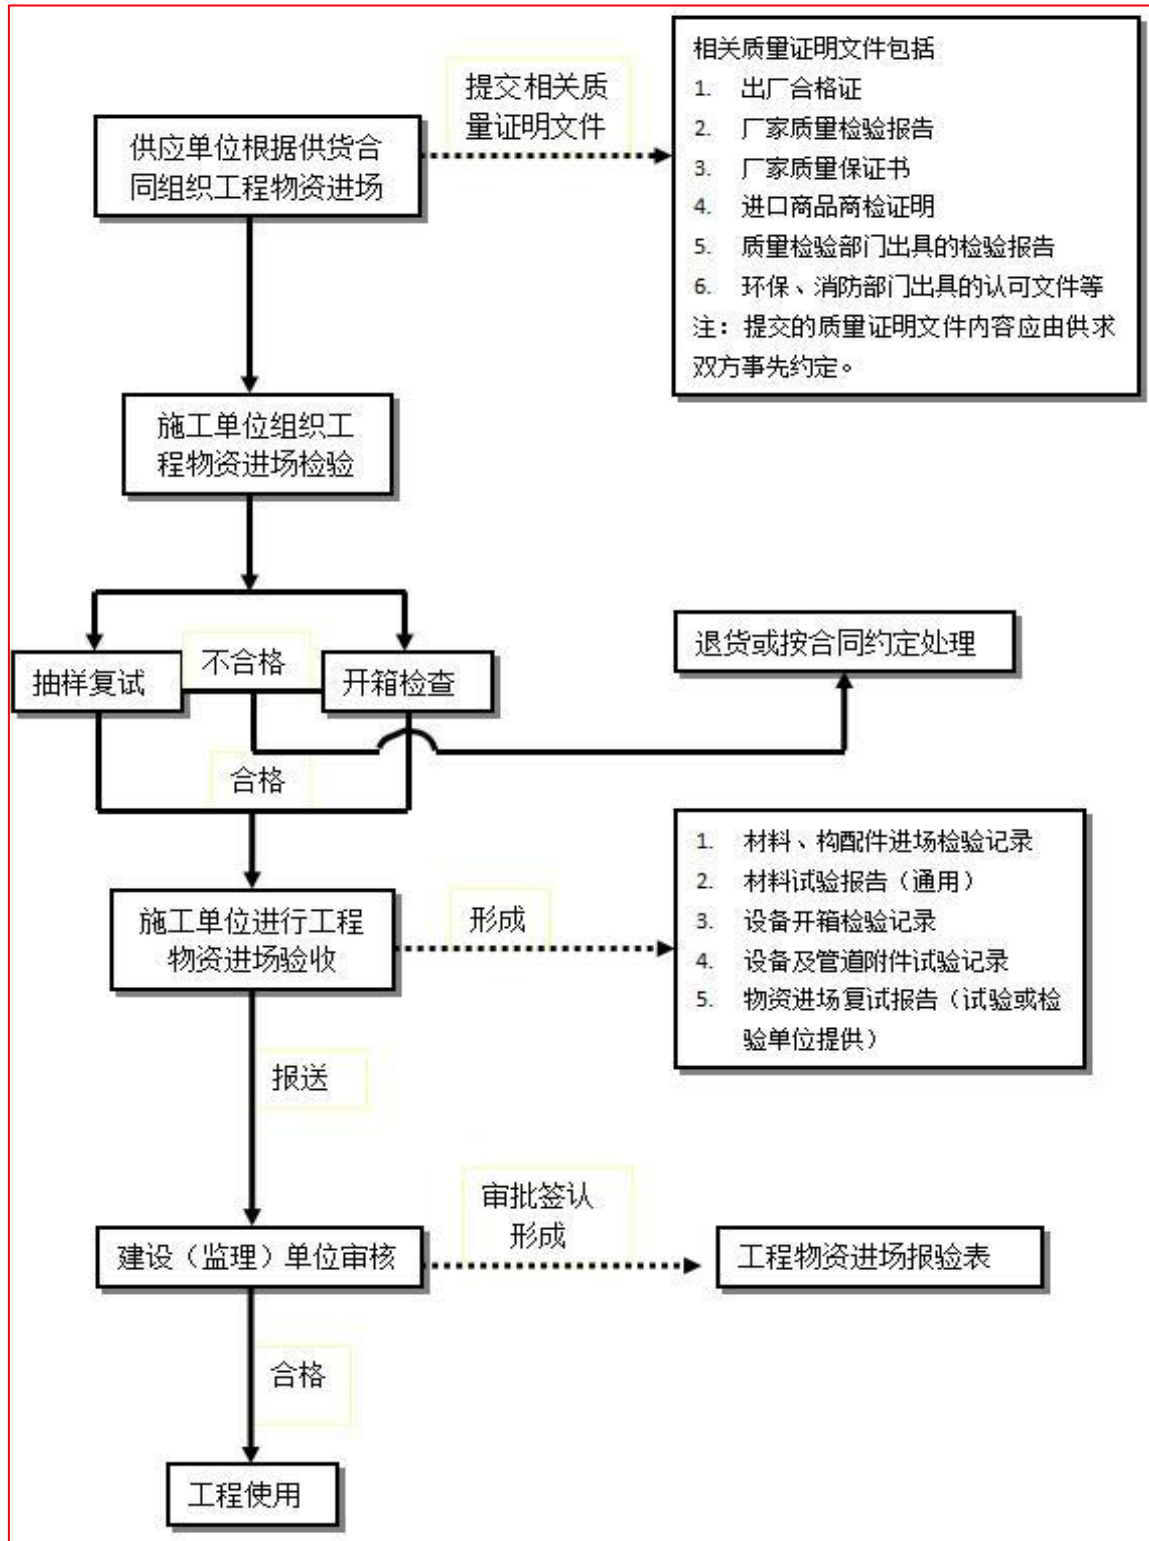 提交相关质
量证明文件
供应单位根据供货合
同组织工程物资进场
相关质量证明文件包括
1. 出厂合格证
2. 厂家质量检验报告
3. 厂家质量保证书
4. 进口商品商检证明
5. 质量检验部门出具的检验报告
6. 环保、消防部门出具的认可文件等
注：提交的质量证明文件内容应由供求
双方事先约定。
施工单位组织工
程物资进场检验
抽样复试
不合格
开箱检查
退货或按合同约定处理
合格
施工单位进行工程
物资进场验收
形成
1. 材料、构配件进场检验记录
2. 材料试验报告（通用）
3. 设备开箱检验记录
4. 设备及管道附件试验记录
5. 物资进场复试报告（试验或检
验单位提供）
报送
建设（监理）单位审核
审批签认
形成
工程物资进场报验表
合格
工程使用